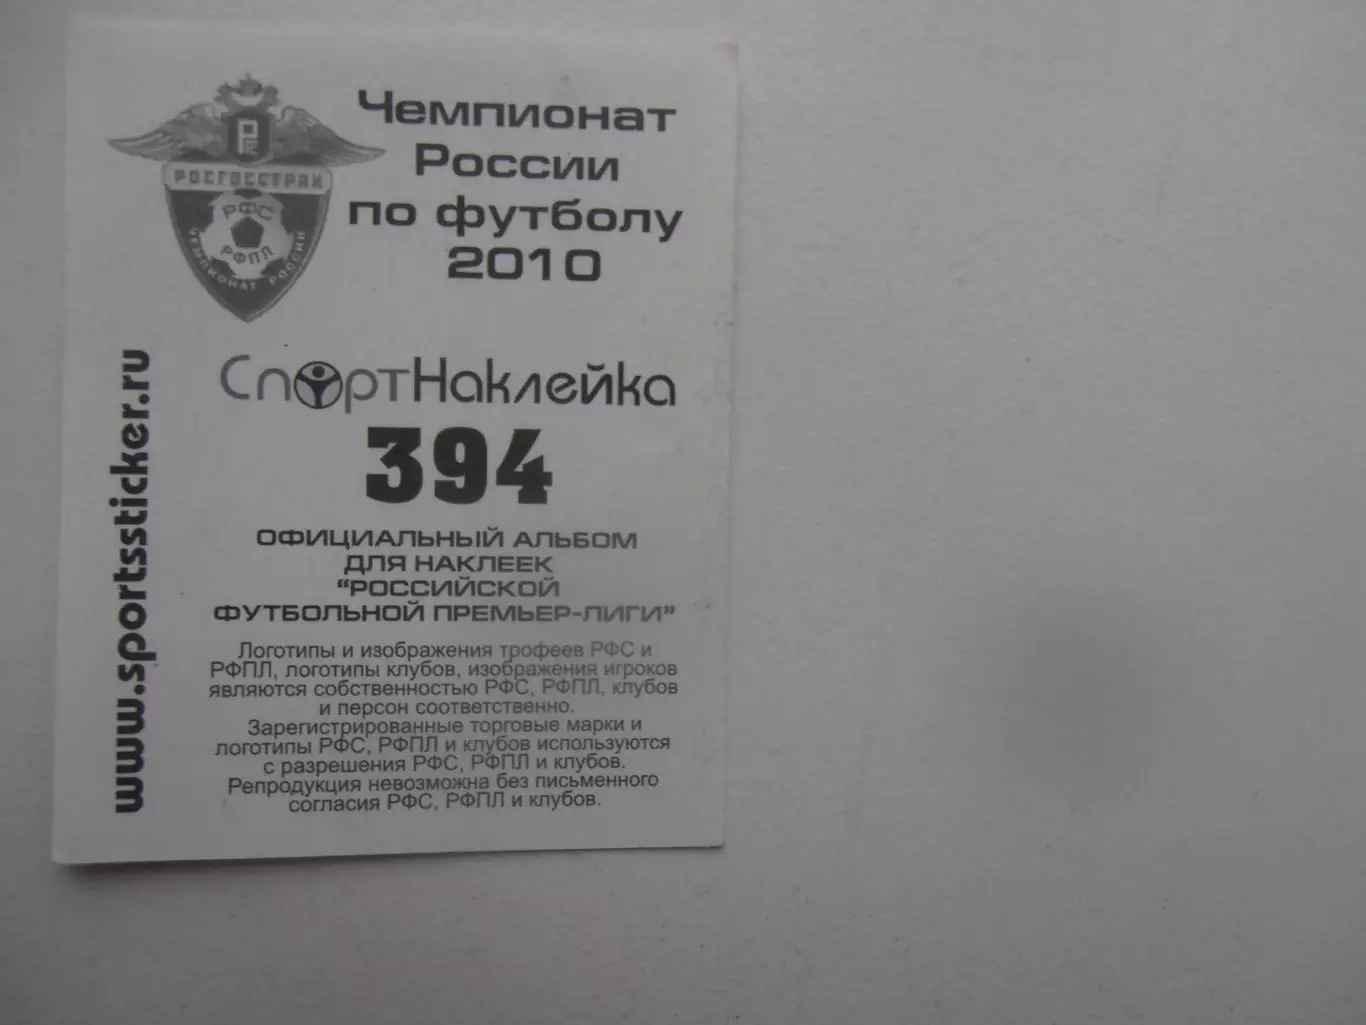 Чемпионат
России
по футболу
2010
РОСГОССТРАХ
РФС
РФПЛ
ЧЕМПИОНАТ РОССИИ
СпортНаклейка
394
www.sportssticker.ru
ОФИЦИАЛЬНЫЙ АЛЬБОМ
ДЛЯ НАКЛЕЕК
"РОССИЙСКОЙ
ФУТБОЛЬНОЙ ПРЕМЬЕР-ЛИГИ"
Логотипы и изображения трофеев РФС и
РФПЛ, логотипы клубов, изображения игроков
являются собственностью РФС, РФПЛ, клубов
и персон соответственно.
Зарегистрированные торговые марки и
логотипы РФС, РФПЛ и клубов используются
с разрешения РФС, РФПЛ и клубов.
Репродукция невозможна без письменного
согласия РФС, РФПЛ и клубов.